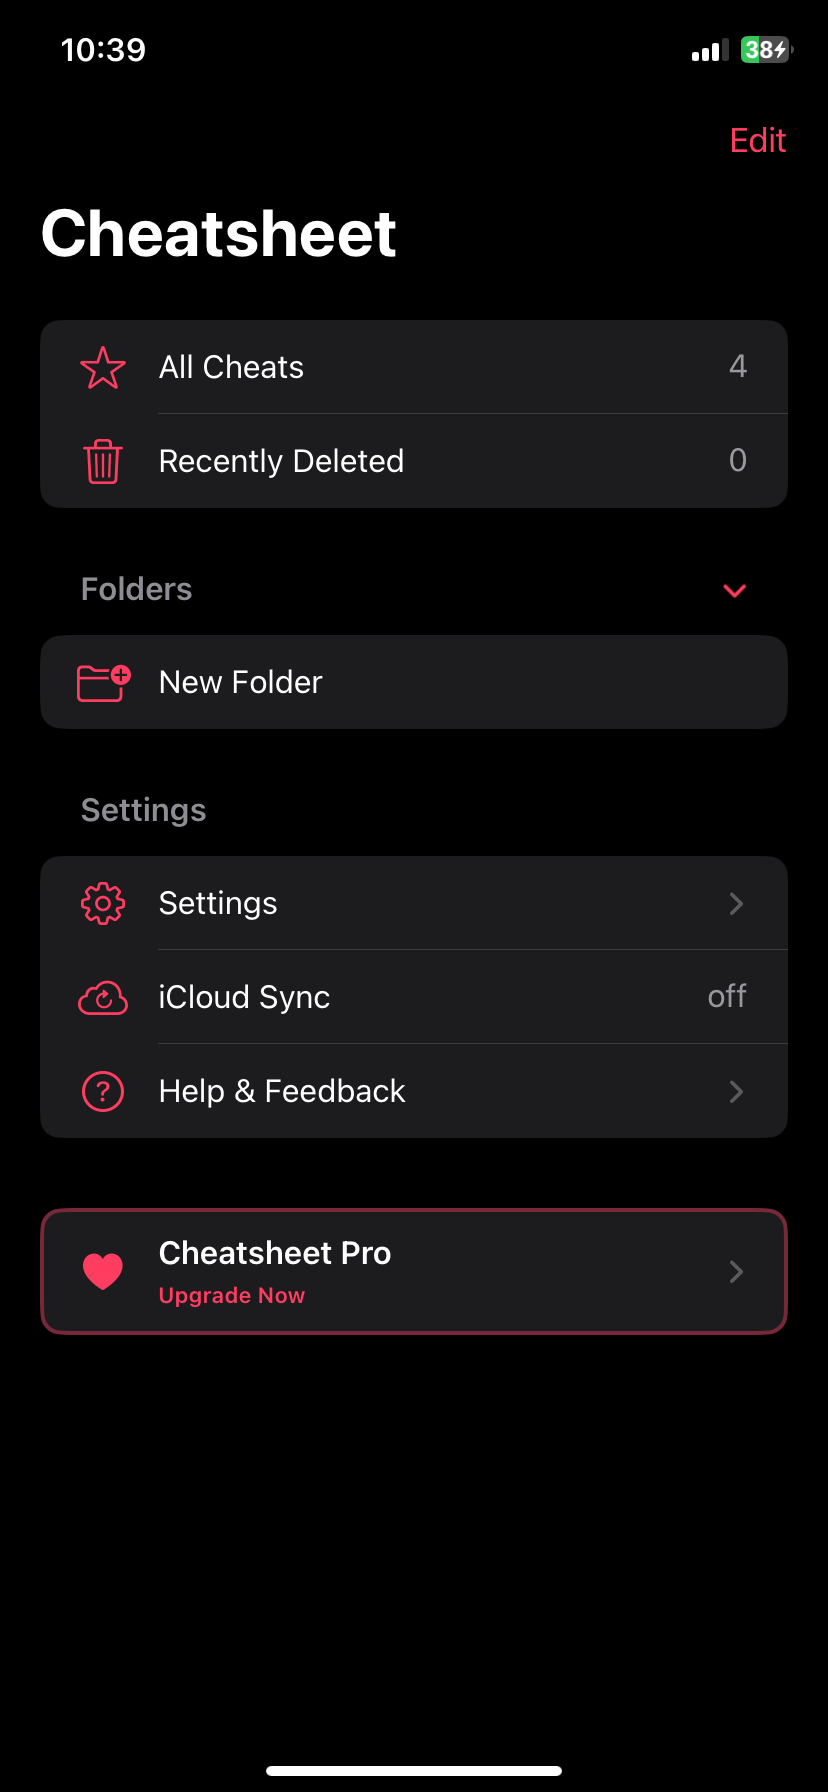 10:39
38
Edit
Cheatsheet
All Cheats 4
Recently Deleted 0
Folders
New Folder
Settings
Settings
iCloud Sync off
Help & Feedback
Cheatsheet Pro
Upgrade Now